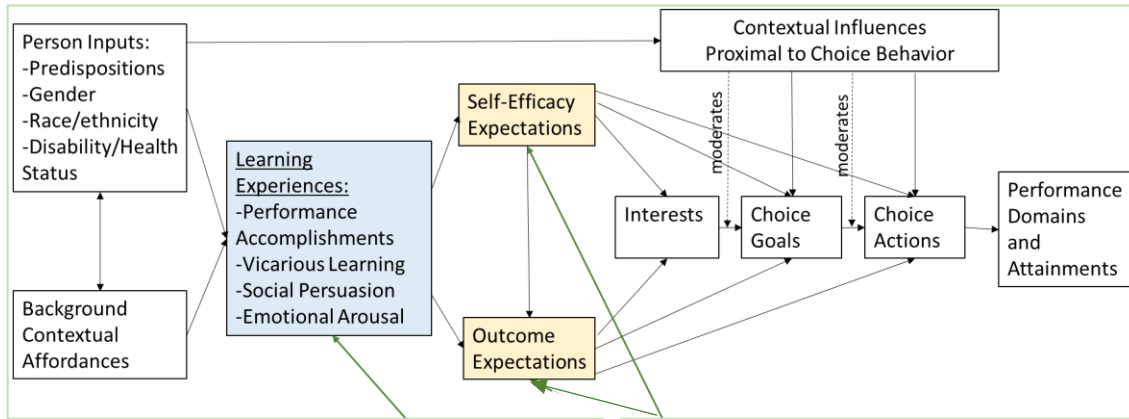 Person Inputs:
-Predispositions
-Gender
-Race/ethnicity
-Disability/Health
Status
Background
Contextual
Affordances
Learning
Experiences:
-Performance
Accomplishments
-Vicarious Learning
-Social Persuasion
-Emotional Arousal
Self-Efficacy
Expectations
Outcome
Expectations
Contextual Influences
Proximal to Choice Behavior
moderates
moderates
Interests
Choice
Goals
Choice
Actions
Performance
Domains
and
Attainments